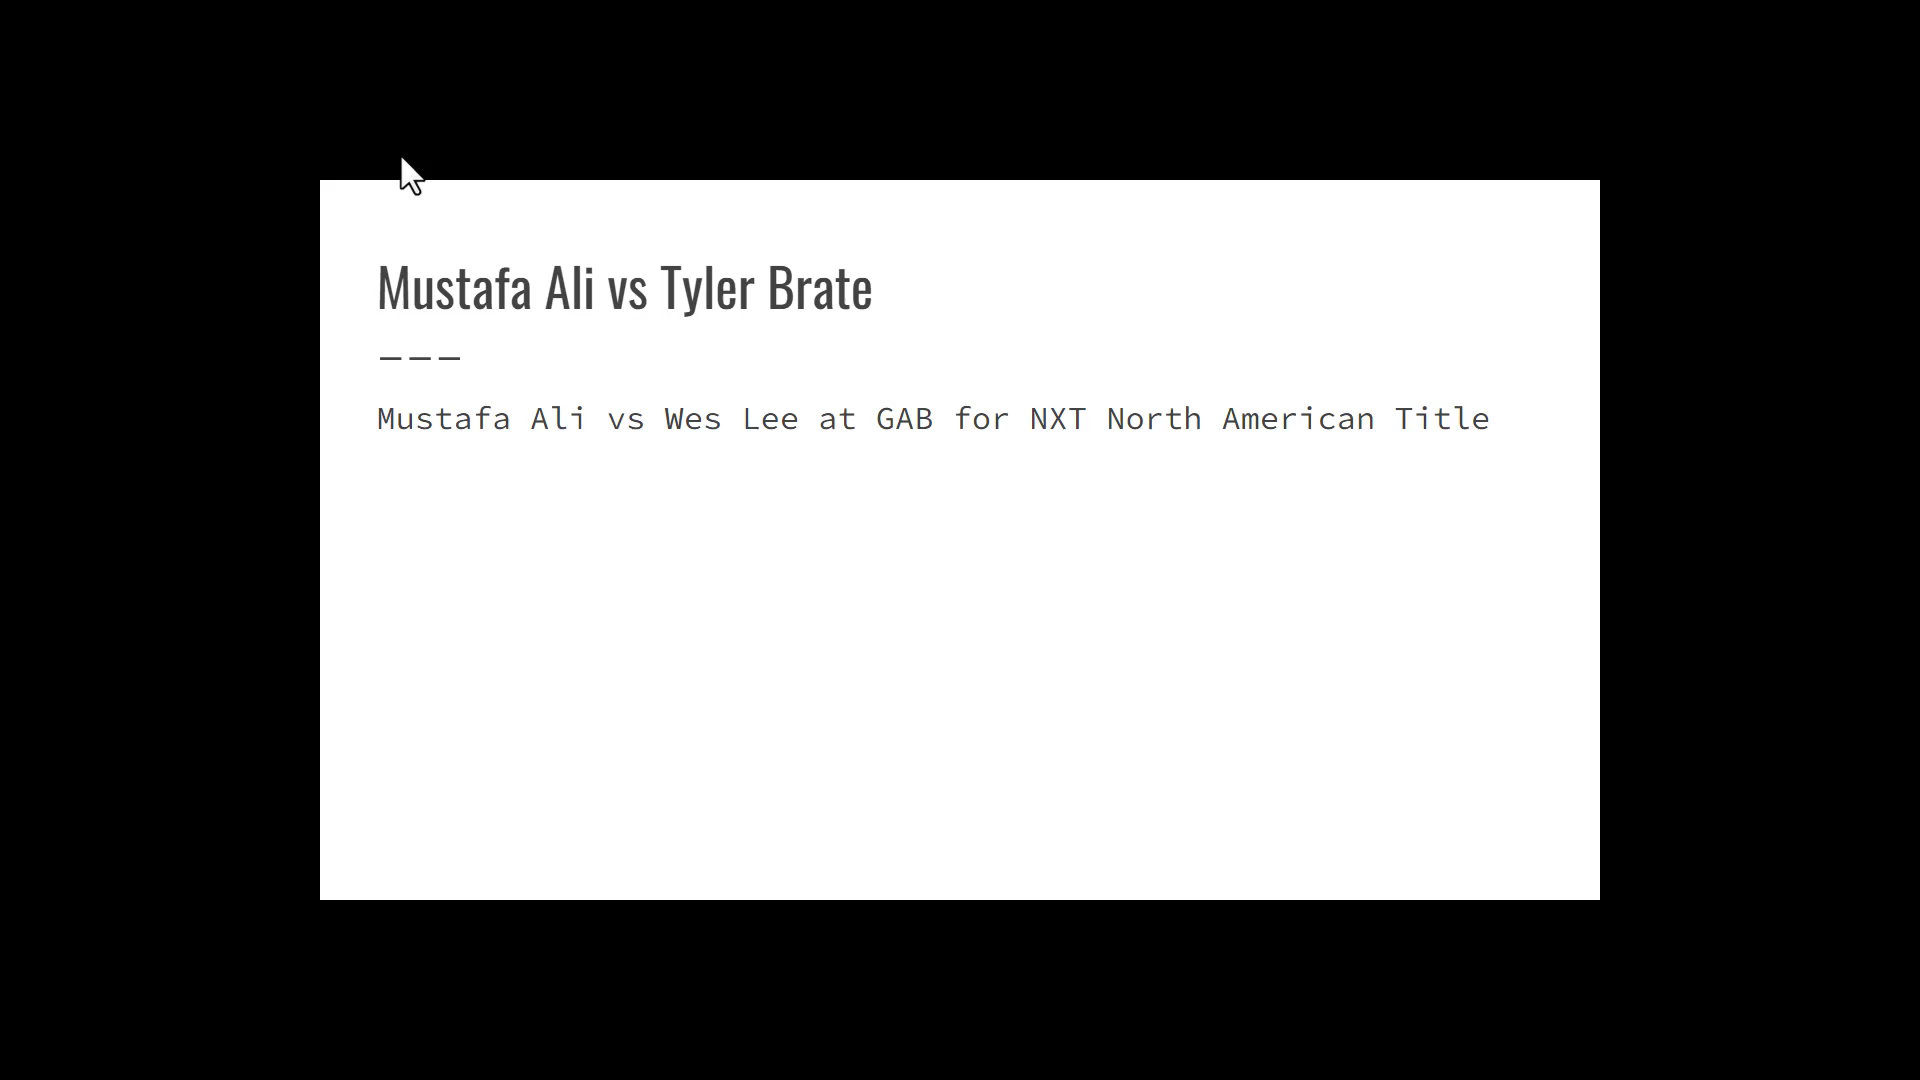 Mustafa Ali vs Tyler Brate
———
Mustafa Ali vs Wes Lee at GAB for NXT North American Title